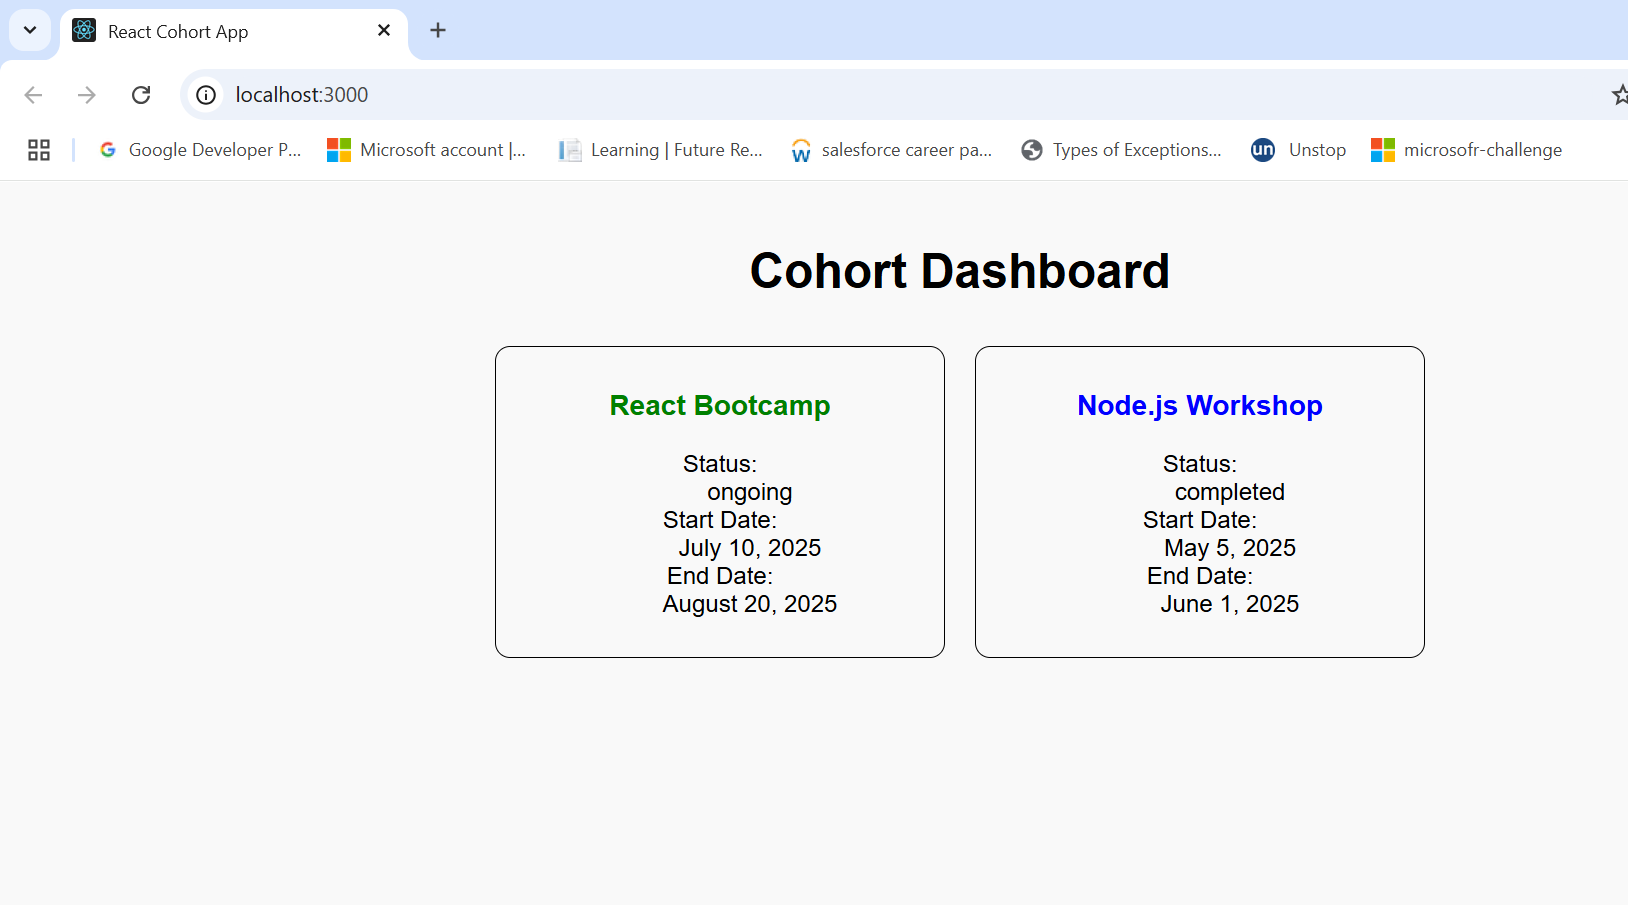 React Cohort App
localhost:3000
Google Developer P... Microsoft account |... Learning | Future Re... salesforce career pa... Types of Exceptions... un Unstop microsofr-challenge
Cohort Dashboard
React Bootcamp
Status:
ongoing
Start Date:
July 10, 2025
End Date:
August 20, 2025
Node.js Workshop
Status:
completed
Start Date:
May 5, 2025
End Date:
June 1, 2025